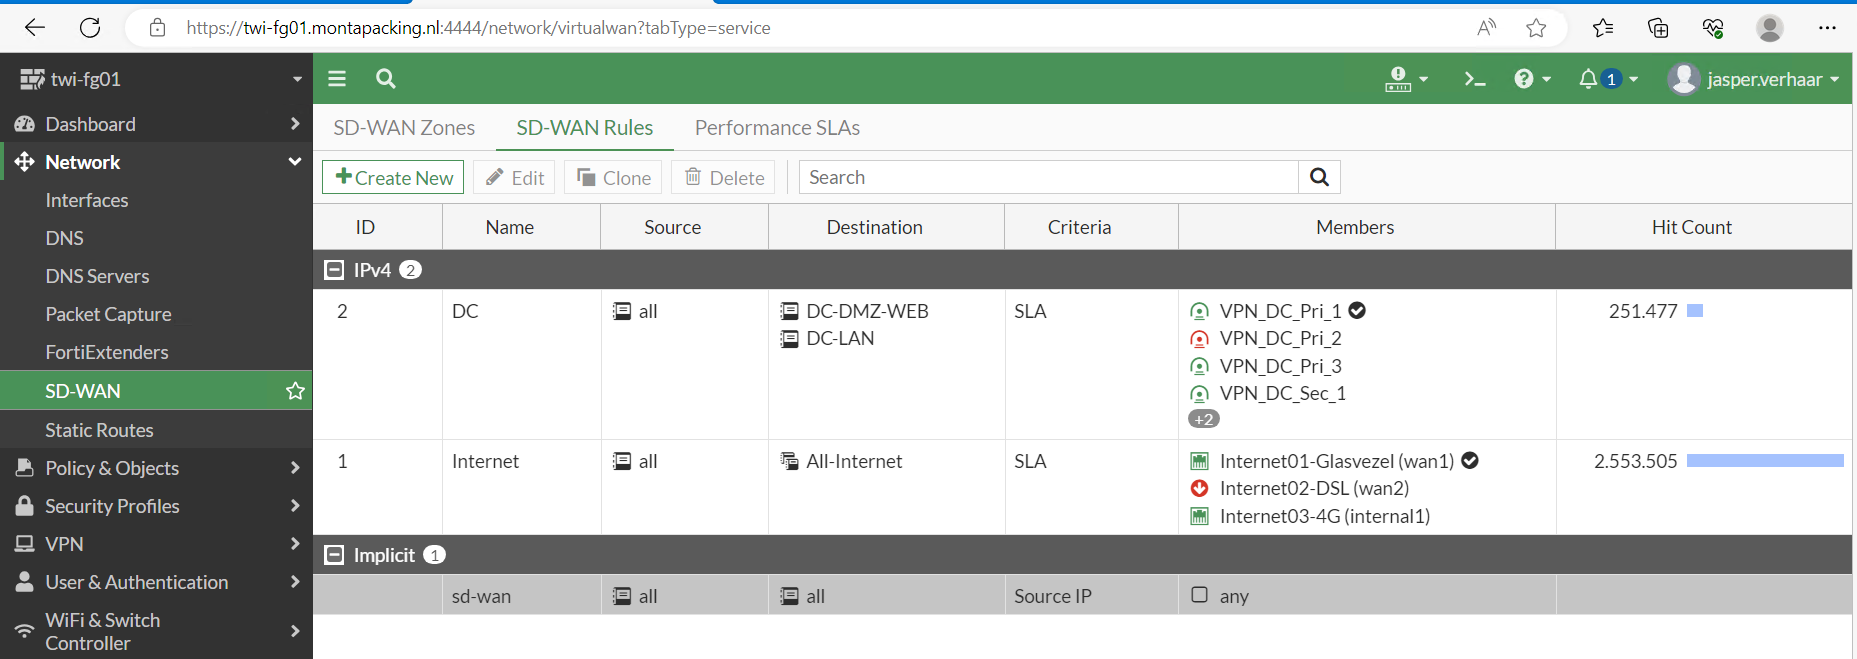 https://twi-fg01.montapacking.nl:4444/network/virtualwan?tabType=service
twi-fg01
1
jasper.verhaar
Dashboard
Network
Interfaces
DNS
DNS Servers
Packet Capture
FortiExtenders
SD-WAN
Static Routes
Policy & Objects
Security Profiles
VPN
User & Authentication
WiFi & Switch
Controller
SD-WAN Zones SD-WAN Rules Performance SLAs
Create New Edit Clone Delete Search
ID Name Source Destination Criteria Members Hit Count
IPv4 2
2 DC all DC-DMZ-WEB SLA VPN_DC_Pri_1 251.477
DC-LAN VPN_DC_Pri_2
VPN_DC_Pri_3
VPN_DC_Sec_1
+2
1 Internet all All-Internet SLA Internet01-Glasvezel (wan1) 2.553.505
Internet02-DSL (wan2)
Internet03-4G (internal1)
Implicit 1
sd-wan all all Source IP any